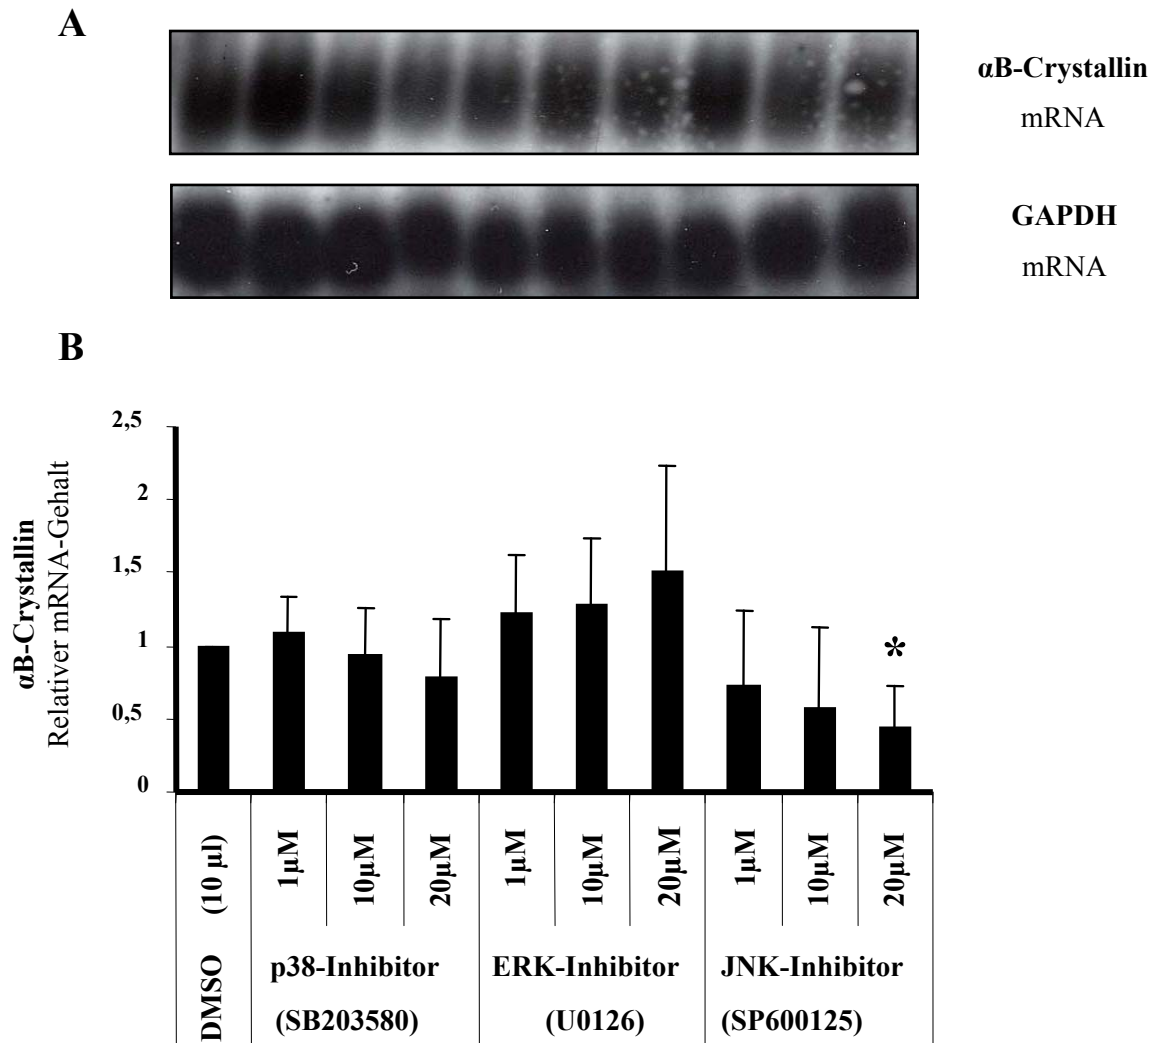 A
αB-Crystallin
mRNA
GAPDH
mRNA
B
αB-Crystallin
Relativer mRNA-Gehalt
2,5
2
1,5
1
0,5
0
*
DMSO (10 µl)
1µM
10µM
20µM
1µM
10µM
20µM
1µM
10µM
20µM
p38-Inhibitor
(SB203580)
ERK-Inhibitor
(U0126)
JNK-Inhibitor
(SP600125)